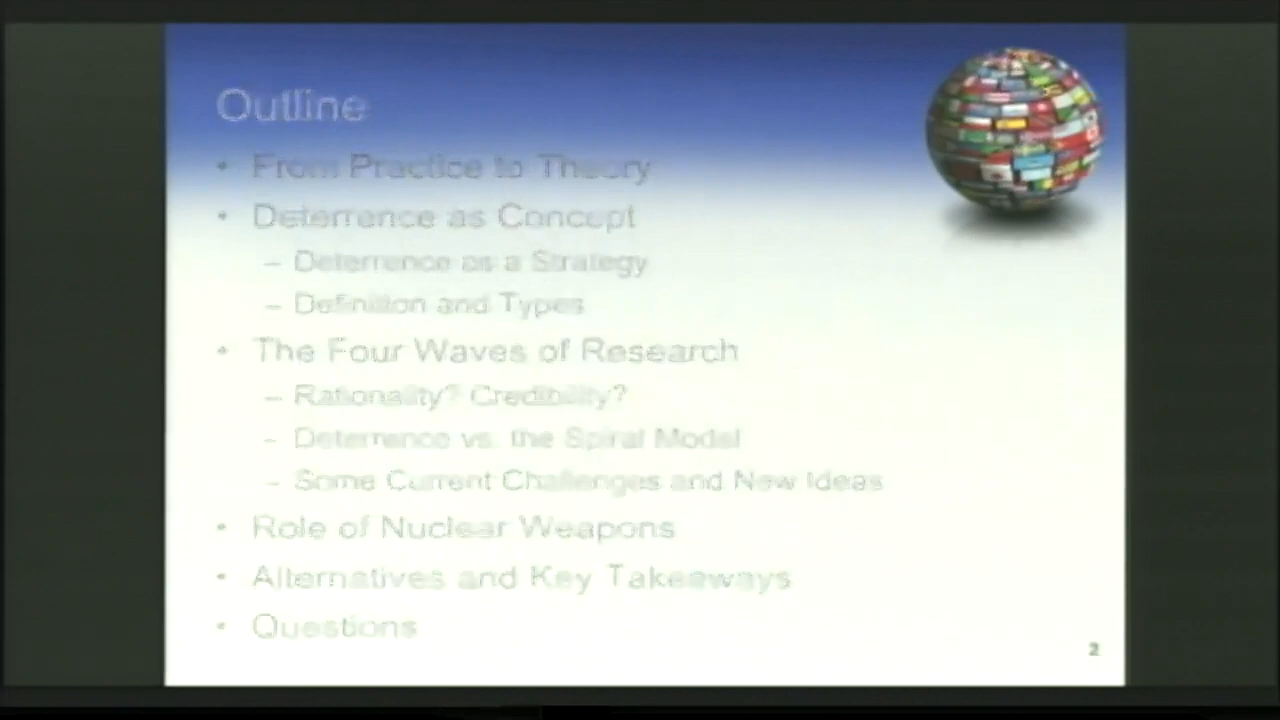 Outline
• From Practice to Theory
• Deterrence as Concept
– Deterrence as a Strategy
– Definition and Types
• The Four Waves of Research
– Rationality? Credibility?
– Deterrence vs. the Spiral Model
– Some Current Challenges and New Ideas
• Role of Nuclear Weapons
• Alternatives and Key Takeaways
• Questions
2